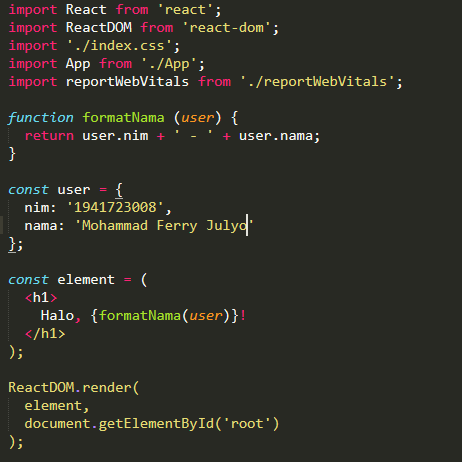 import React from 'react';
import ReactDOM from 'react-dom';
import './index.css';
import App from './App';
import reportWebVitals from './reportWebVitals';

function formatNama (user) {
  return user.nim + ' - ' + user.nama;
}

const user = {
  nim: '1941723008',
  nama: 'Mohammad Ferry Julyo'
};

const element = (
  <h1>
    Halo, {formatNama(user)}!
  </h1>
);

ReactDOM.render(
  element,
  document.getElementById('root')
);